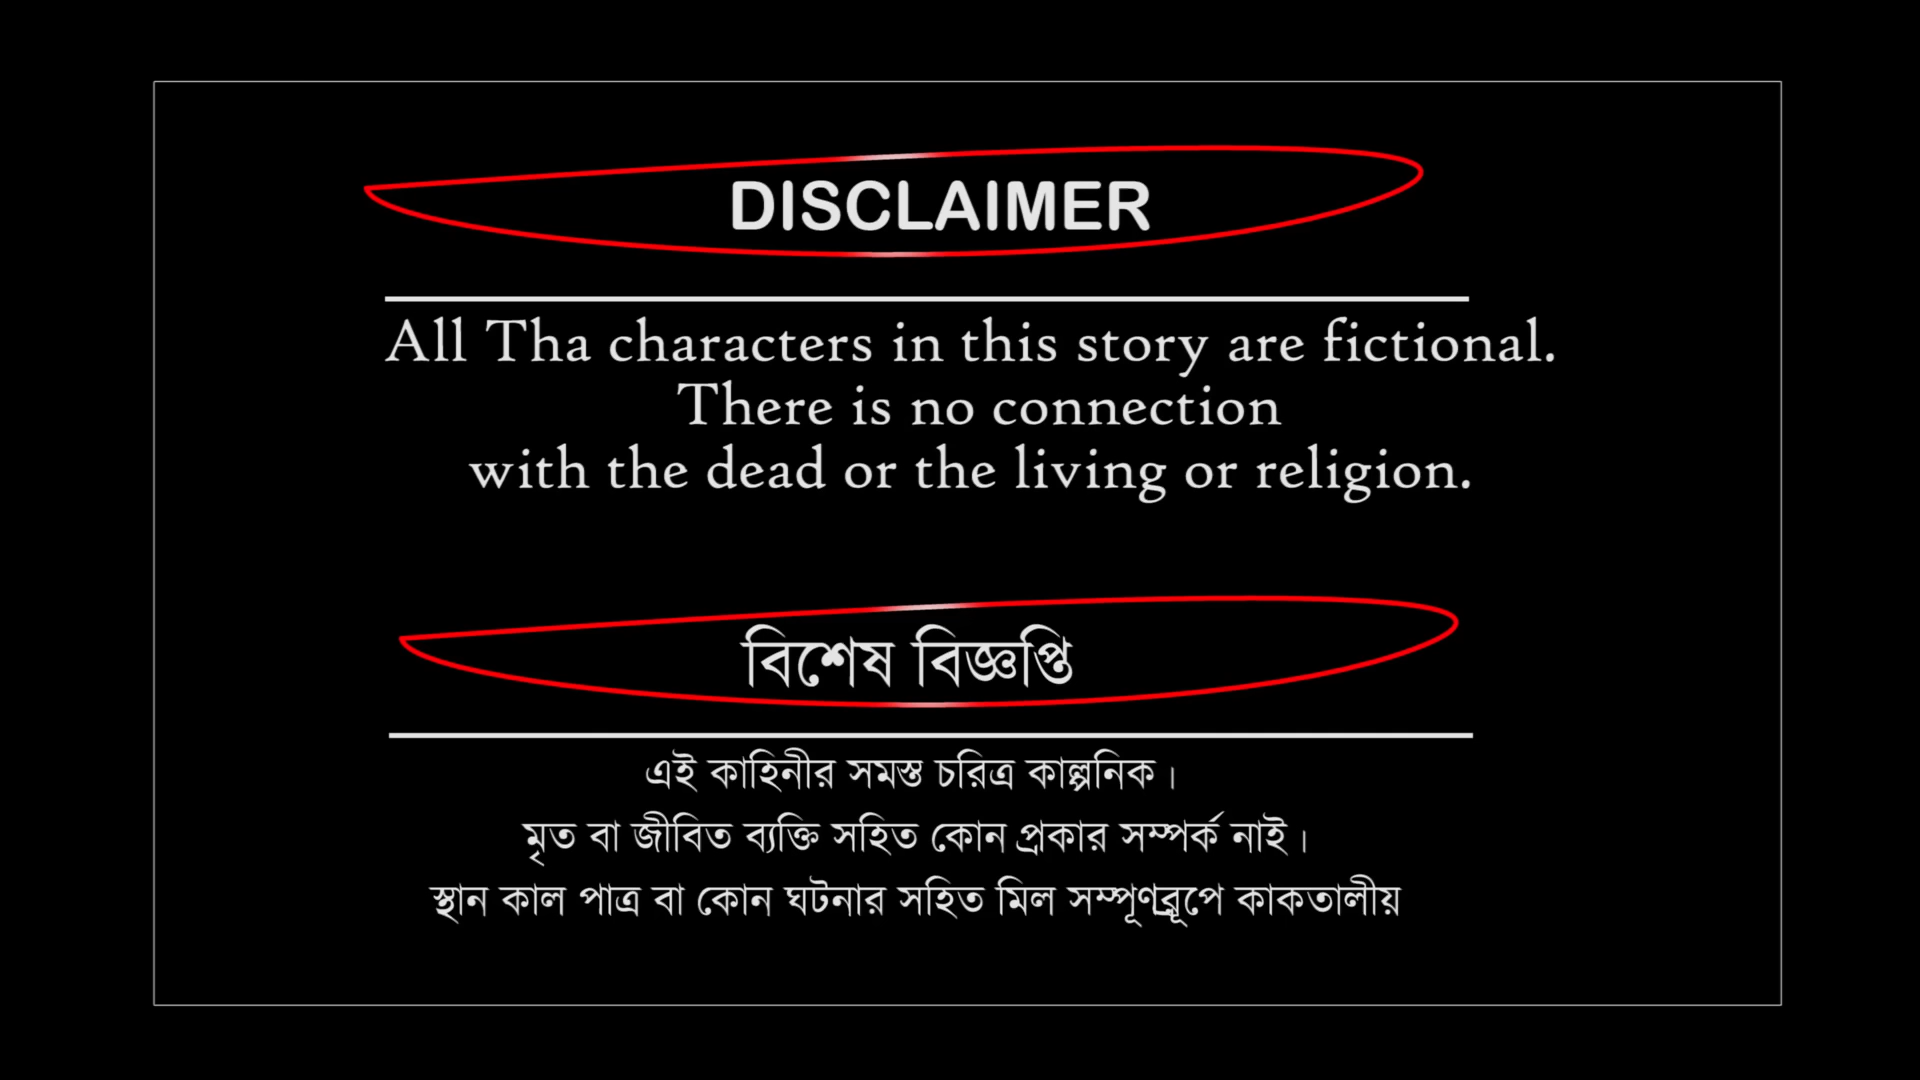 DISCLAIMER
All Tha characters in this story are fictional.
There is no connection
with the dead or the living or religion.
বিশেষ বিজ্ঞপ্তি
এই কাহিনীর সমস্ত চরিত্র কাল্পনিক।
মৃত বা জীবিত ব্যক্তি সহিত কোন প্রকার সম্পর্ক নাই।
স্থান কাল পাত্র বা কোন ঘটনার সহিত মিল সম্পূণব্রূপে কাকতালীয়